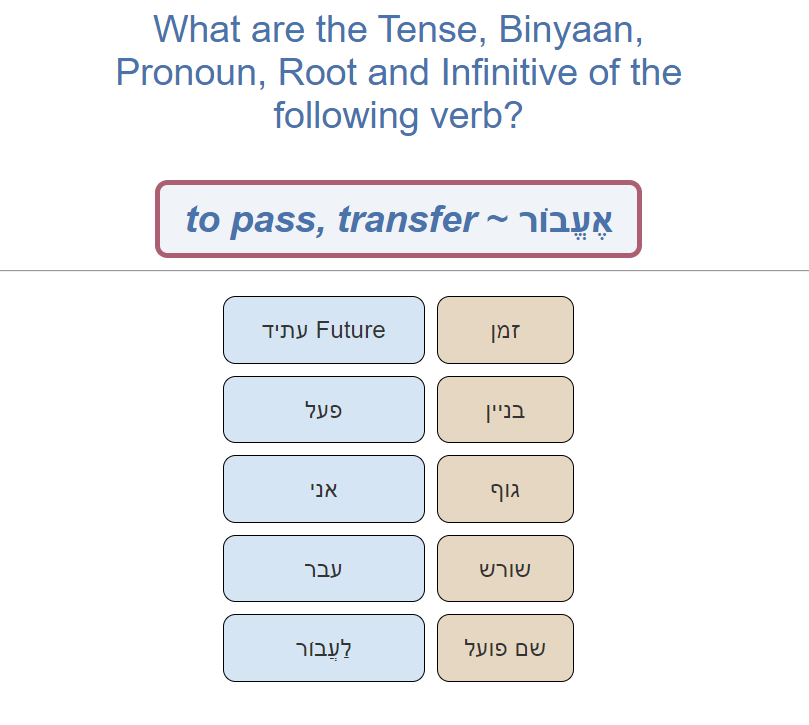 What are the Tense, Binyaan,
Pronoun, Root and Infinitive of the
following verb?
to pass, transfer ~ אֶעֱבוֹר
זמן
עתיד Future
בניין
פעל
גוף
אני
שורש
עבר
שם פועל
לַעֲבוֹר